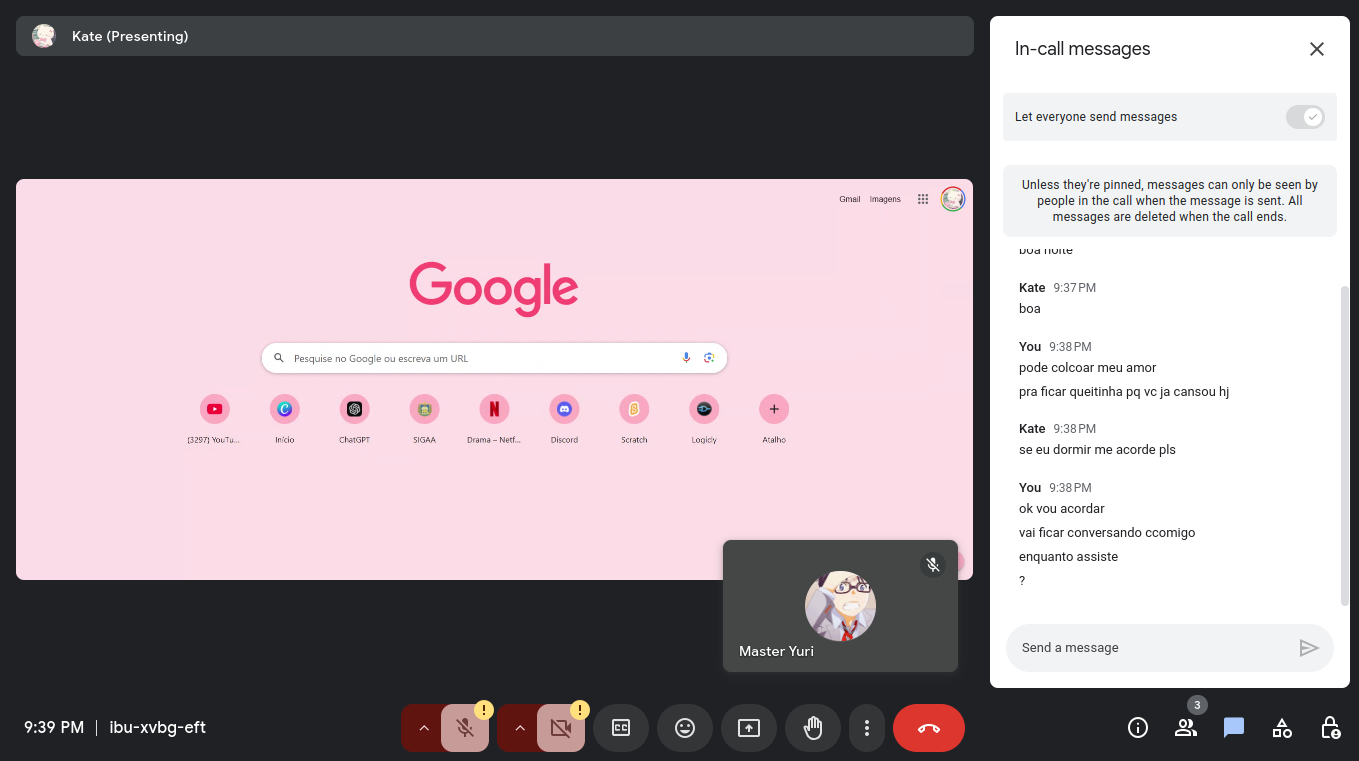 Kate (Presenting)
Gmail
Imagens
Google
Pesquise no Google ou escreva um URL
(3297) YouTu...
Início
ChatGPT
SIGAA
Drama – Netf...
Discord
Scratch
Logicly
Atalho
Master Yuri
In-call messages
Let everyone send messages
Unless they're pinned, messages can only be seen by
people in the call when the message is sent. All
messages are deleted when the call ends.
boa noite
Kate 9:37 PM
boa
You 9:38 PM
pode colcoar meu amor
pra ficar queitinha pq vc ja cansou hj
Kate 9:38 PM
se eu dormir me acorde pls
You 9:38 PM
ok vou acordar
vai ficar conversando ccomigo
enquanto assiste
?
Send a message
9:39 PM | ibu-xvbg-eft
CC
3